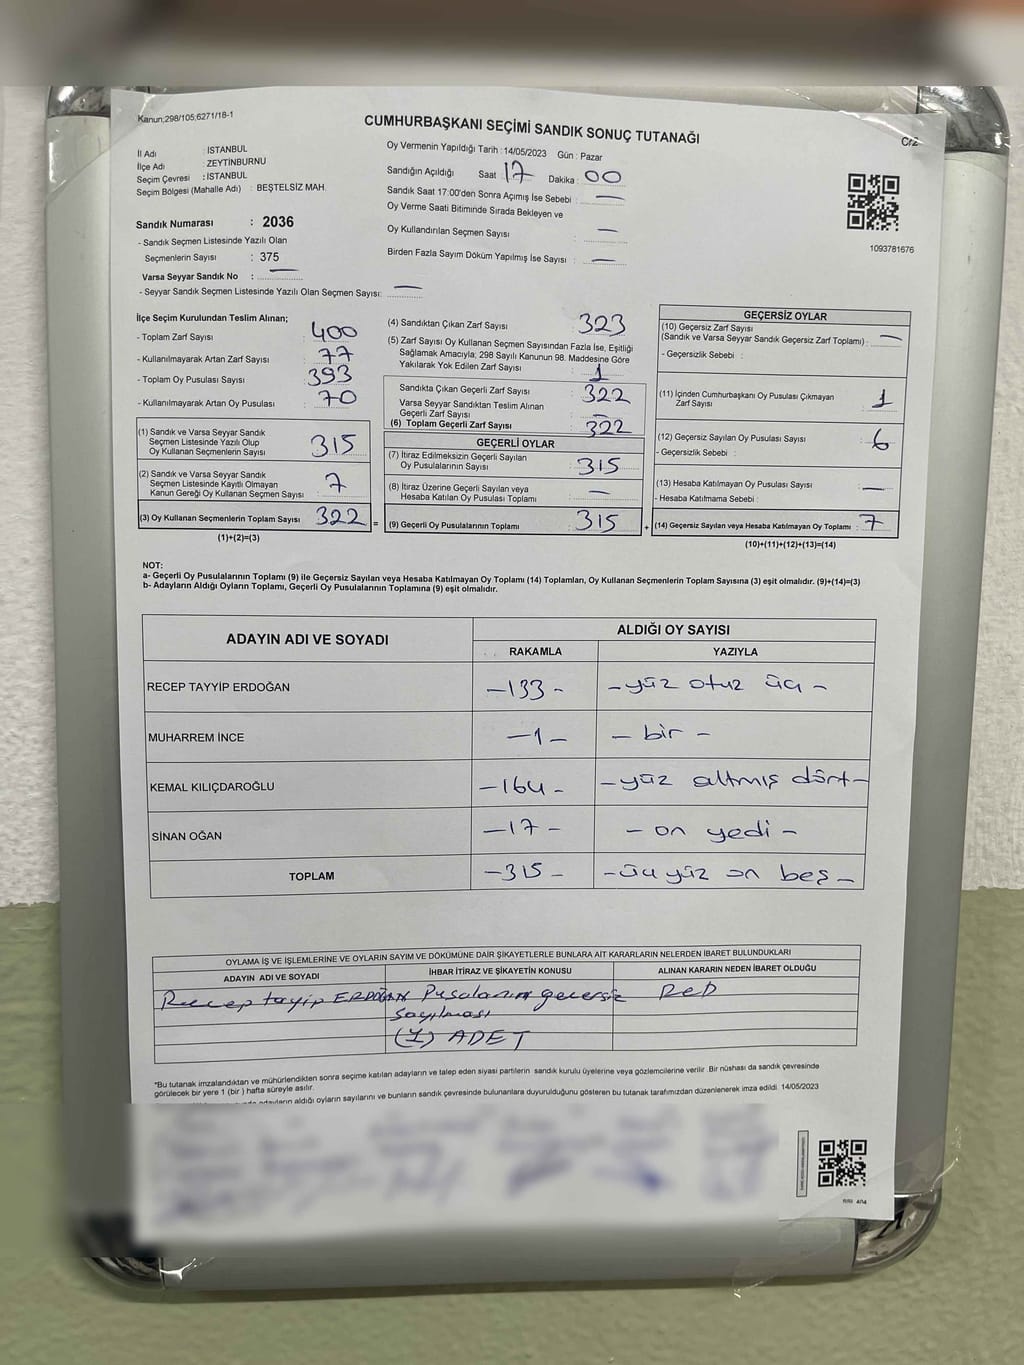 Kanun;298/105;6271/18-1
CUMHURBAŞKANI SEÇİMİ SANDIK SONUÇ TUTANAĞI
CrZ
İl Adı : İSTANBUL
İlçe Adı : ZEYTİNBURNU
Seçim Çevresi : İSTANBUL
Seçim Bölgesi (Mahalle Adı) : BEŞTELSİZ MAH.
Sandık Numarası : 2036
- Sandık Seçmen Listesinde Yazılı Olan
Seçmenlerin Sayısı : 375
Varsa Seyyar Sandık No : —
- Seyyar Sandık Seçmen Listesinde Yazılı Olan Seçmen Sayısı: —
Oy Vermenin Yapıldığı Tarih : 14/05/2023 Gün : Pazar
Sandığın Açıldığı Saat : 17 Dakika : 00
Sandık Saat 17:00'den Sonra Açımış İse Sebebi : —
Oy Verme Saati Bitiminde Sırada Bekleyen ve
Oy Kullandırılan Seçmen Sayısı : —
Birden Fazla Sayım Döküm Yapılmış İse Sayısı : —
1093781676
İlçe Seçim Kurulundan Teslim Alınan;
- Toplam Zarf Sayısı : 400
- Kullanılmayarak Artan Zarf Sayısı : 77
- Toplam Oy Pusulası Sayısı : 393
- Kullanılmayarak Artan Oy Pusulası : 70
(1) Sandık ve Varsa Seyyar Sandık
Seçmen Listesinde Yazılı Olup
Oy Kullanan Seçmenlerin Sayısı : 315
(2) Sandık ve Varsa Seyyar Sandık
Seçmen Listesinde Kayıtlı Olmayan
Kanun Gereği Oy Kullanan Seçmen Sayısı : 7
(3) Oy Kullanan Seçmenlerin Toplam Sayısı : 322 =
(1)+(2)=(3)
(4) Sandıktan Çıkan Zarf Sayısı : 323
(5) Zarf Sayısı Oy Kullanan Seçmen Sayısından Fazla İse, Eşitliği
Sağlamak Amacıyla; 298 Sayılı Kanunun 98. Maddesine Göre
Yakılarak Yok Edilen Zarf Sayısı : 1
Sandıkta Çıkan Geçerli Zarf Sayısı : 322
Varsa Seyyar Sandıktan Teslim Alınan
Geçerli Zarf Sayısı : —
(6) Toplam Geçerli Zarf Sayısı : 322
GEÇERLİ OYLAR
(7) İtiraz Edilmeksizin Geçerli Sayılan
Oy Pusulalarının Sayısı : 315
(8) İtiraz Üzerine Geçerli Sayılan veya
Hesaba Katılan Oy Pusulası Toplamı : —
(9) Geçerli Oy Pusulalarının Toplamı : 315 +
GEÇERSİZ OYLAR
(10) Geçersiz Zarf Sayısı
(Sandık ve Varsa Seyyar Sandık Geçersiz Zarf Toplamı) : —
- Geçersizlik Sebebi :
(11) İçinden Cumhurbaşkanı Oy Pusulası Çıkmayan
Zarf Sayısı : 1
(12) Geçersiz Sayılan Oy Pusulası Sayısı : 6
- Geçersizlik Sebebi :
(13) Hesaba Katılmayan Oy Pusulası Sayısı : —
- Hesaba Katılmama Sebebi :
(14) Geçersiz Sayılan veya Hesaba Katılmayan Oy Toplamı : 7
(10)+(11)+(12)+(13)=(14)
NOT:
a- Geçerli Oy Pusulalarının Toplamı (9) ile Geçersiz Sayılan veya Hesaba Katılmayan Oy Toplamı (14) Toplamları, Oy Kullanan Seçmenlerin Toplam Sayısına (3) eşit olmalıdır. (9)+(14)=(3)
b- Adayların Aldığı Oyların Toplamı, Geçerli Oy Pusulalarının Toplamına (9) eşit olmalıdır.
ADAYIN ADI VE SOYADI ALDIĞI OY SAYISI
RAKAMLA YAZIYLA
RECEP TAYYİP ERDOĞAN -133- -yüz otuz üç-
MUHARREM İNCE -1- -bir-
KEMAL KILIÇDAROĞLU -164- -yüz altmış dört-
SİNAN OĞAN -17- -on yedi-
TOPLAM -315- -üç yüz on beş-
OYLAMA İŞ VE İŞLEMLERİNE VE OYLARIN SAYIM VE DÖKÜMÜNE DAİR ŞİKAYETLERLE BUNLARA AİT KARARLARIN NELERDEN İBARET BULUNDUKLARI
ADAYIN ADI VE SOYADI İHBAR İTİRAZ VE ŞİKAYETİN KONUSU ALINAN KARARIN NEDEN İBARET OLDUĞU
Recep tayip ERDOĞAN Pusalanın geçersiz RED
Sayılması
(1) ADET
*Bu tutanak imzalandıktan ve mühürlendikten sonra seçime katılan adayların ve talep eden siyasi partilerin sandık kurulu üyelerine veya gözlemcilerine verilir .Bir nüshası da sandık çevresinde
görülecek bir yere 1 (bir ) hafta süreyle asılır.
adayların aldığı oyların sayılarını ve bunların sandık çevresinde bulunanlara duyurulduğunu gösteren bu tutanak tarafımızdan düzenlenerek imza edildi. 14/05/2023